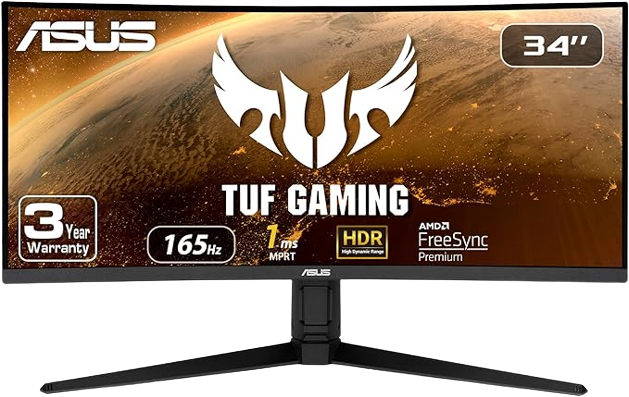 ASUS
34’’
TUF GAMING
3 Year
Warranty
165Hz
1ms
MPRT
HDR
High Dynamic Range
AMD
FreeSync
Premium
ASUS